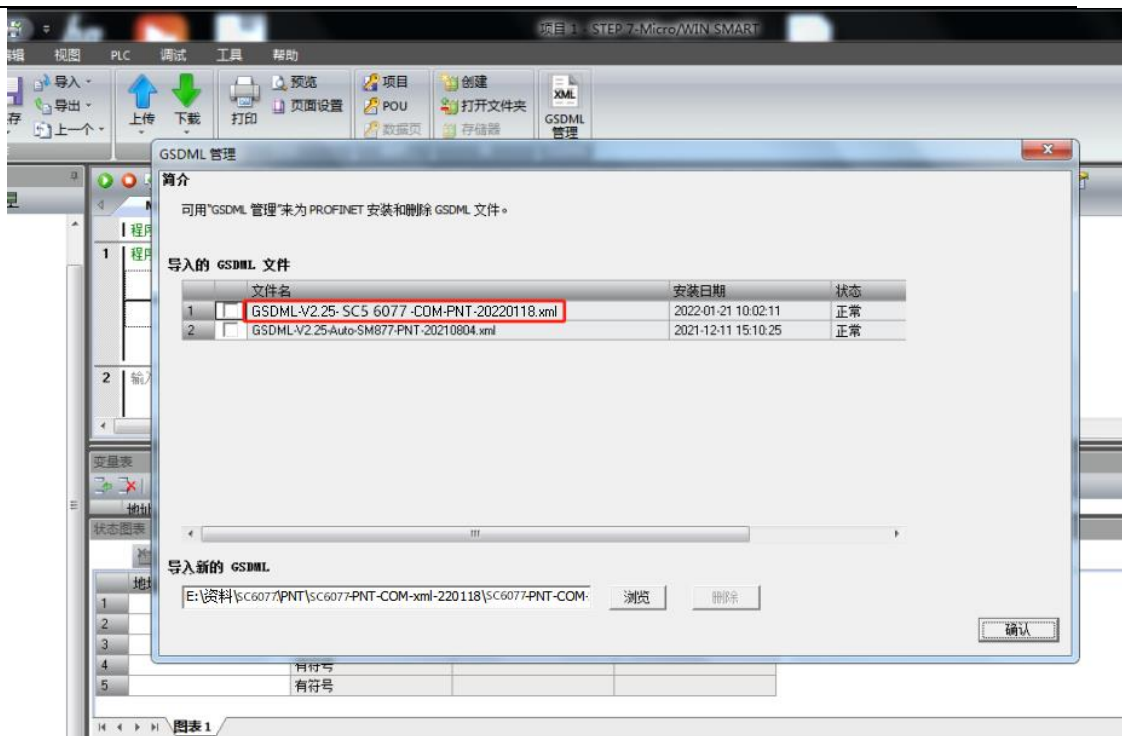 项目 1 - STEP 7-Micro/WIN SMART
编辑 视图 PLC 调试 工具 帮助
导入
导出
上一个
上传
下载
打印
预览
页面设置
项目
POU
数据页
创建
打开文件夹
存储器
XML
GSDML
管理
GSDML 管理
简介
可用"GSDML 管理"来为 PROFINET 安装和删除 GSDML 文件。
导入的 GSDML 文件
文件名 安装日期 状态
1 GSDML-V2.25- SC5 6077 -COM-PNT-20220118.xml 2022-01-21 10:02:11 正常
2 GSDML-V2.25-Auto-SM877-PNT-20210804.xml 2021-12-11 15:10:25 正常
导入新的 GSDML
E:\资料\SC6077\PNT\SC6077-PNT-COM-xml-220118\SC6077-PNT-COM-
浏览
删除
确认
1
2
变量表
状态图表
1
2
3
4 有符号
5 有符号
图表 1